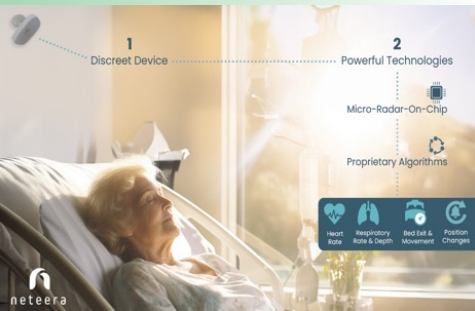 1
Discreet Device
2
Powerful Technologies
Micro-Radar-On-Chip
Proprietary Algorithms
Heart
Rate
Respiratory
Rate & Depth
Bed Exit &
Movement
Position
Changes
neteera